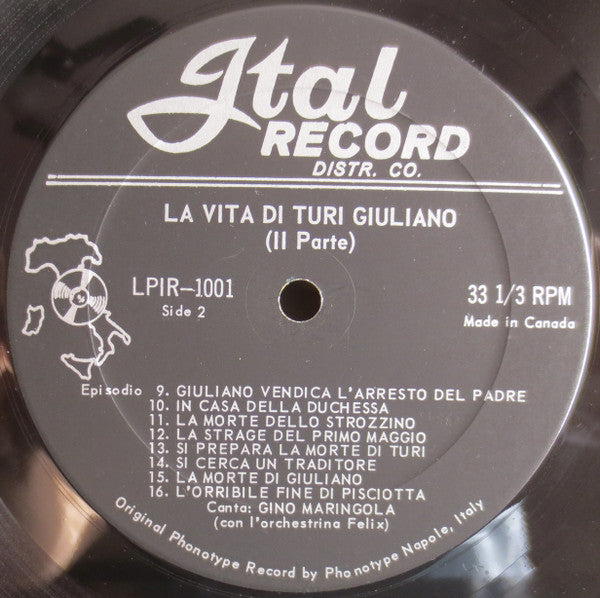 Ital
RECORD
DISTR. CO.
LA VITA DI TURI GIULIANO
(II Parte)
LPIR-1001
Side 2
33 1/3 RPM
Made in Canada
Episodio 9. GIULIANO VENDICA L'ARRESTO DEL PADRE
10. IN CASA DELLA DUCHESSA
11. LA MORTE DELLO STROZZINO
12. LA STRAGE DEL PRIMO MAGGIO
13. SI PREPARA LA MORTE DI TURI
14. SI CERCA UN TRADITORE
15. LA MORTE DI GIULIANO
16. L'ORRIBILE FINE DI PISCIOTTA
Canta: GINO MARINGOLA
(con l'orchestrina Felix)
Original Phonotype Record by Phonotype Napole, Italy